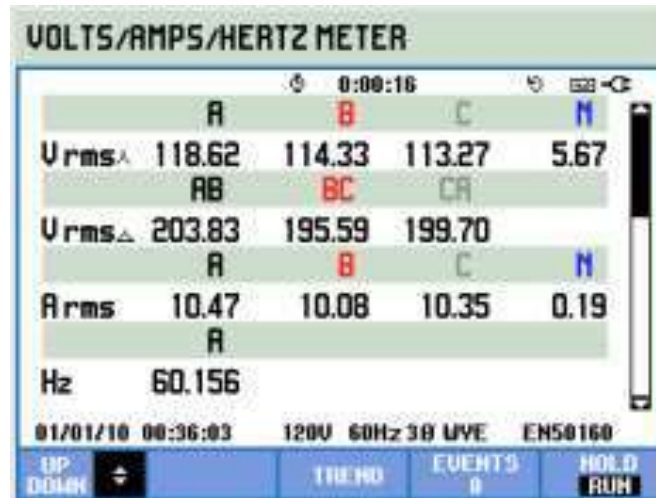 VOLTS/AMPS/HERTZ METER
0:00:16
A B C N
Vrms⅄ 118.62 114.33 113.27 5.67
AB BC CA
Vrms△ 203.83 195.59 199.70
A B C N
Arms 10.47 10.08 10.35 0.19
A
Hz 60.156
01/01/10 00:36:03 120V 60Hz 3Ø WYE EN50160
UP DOWN TREND EVENTS 0 HOLD RUN